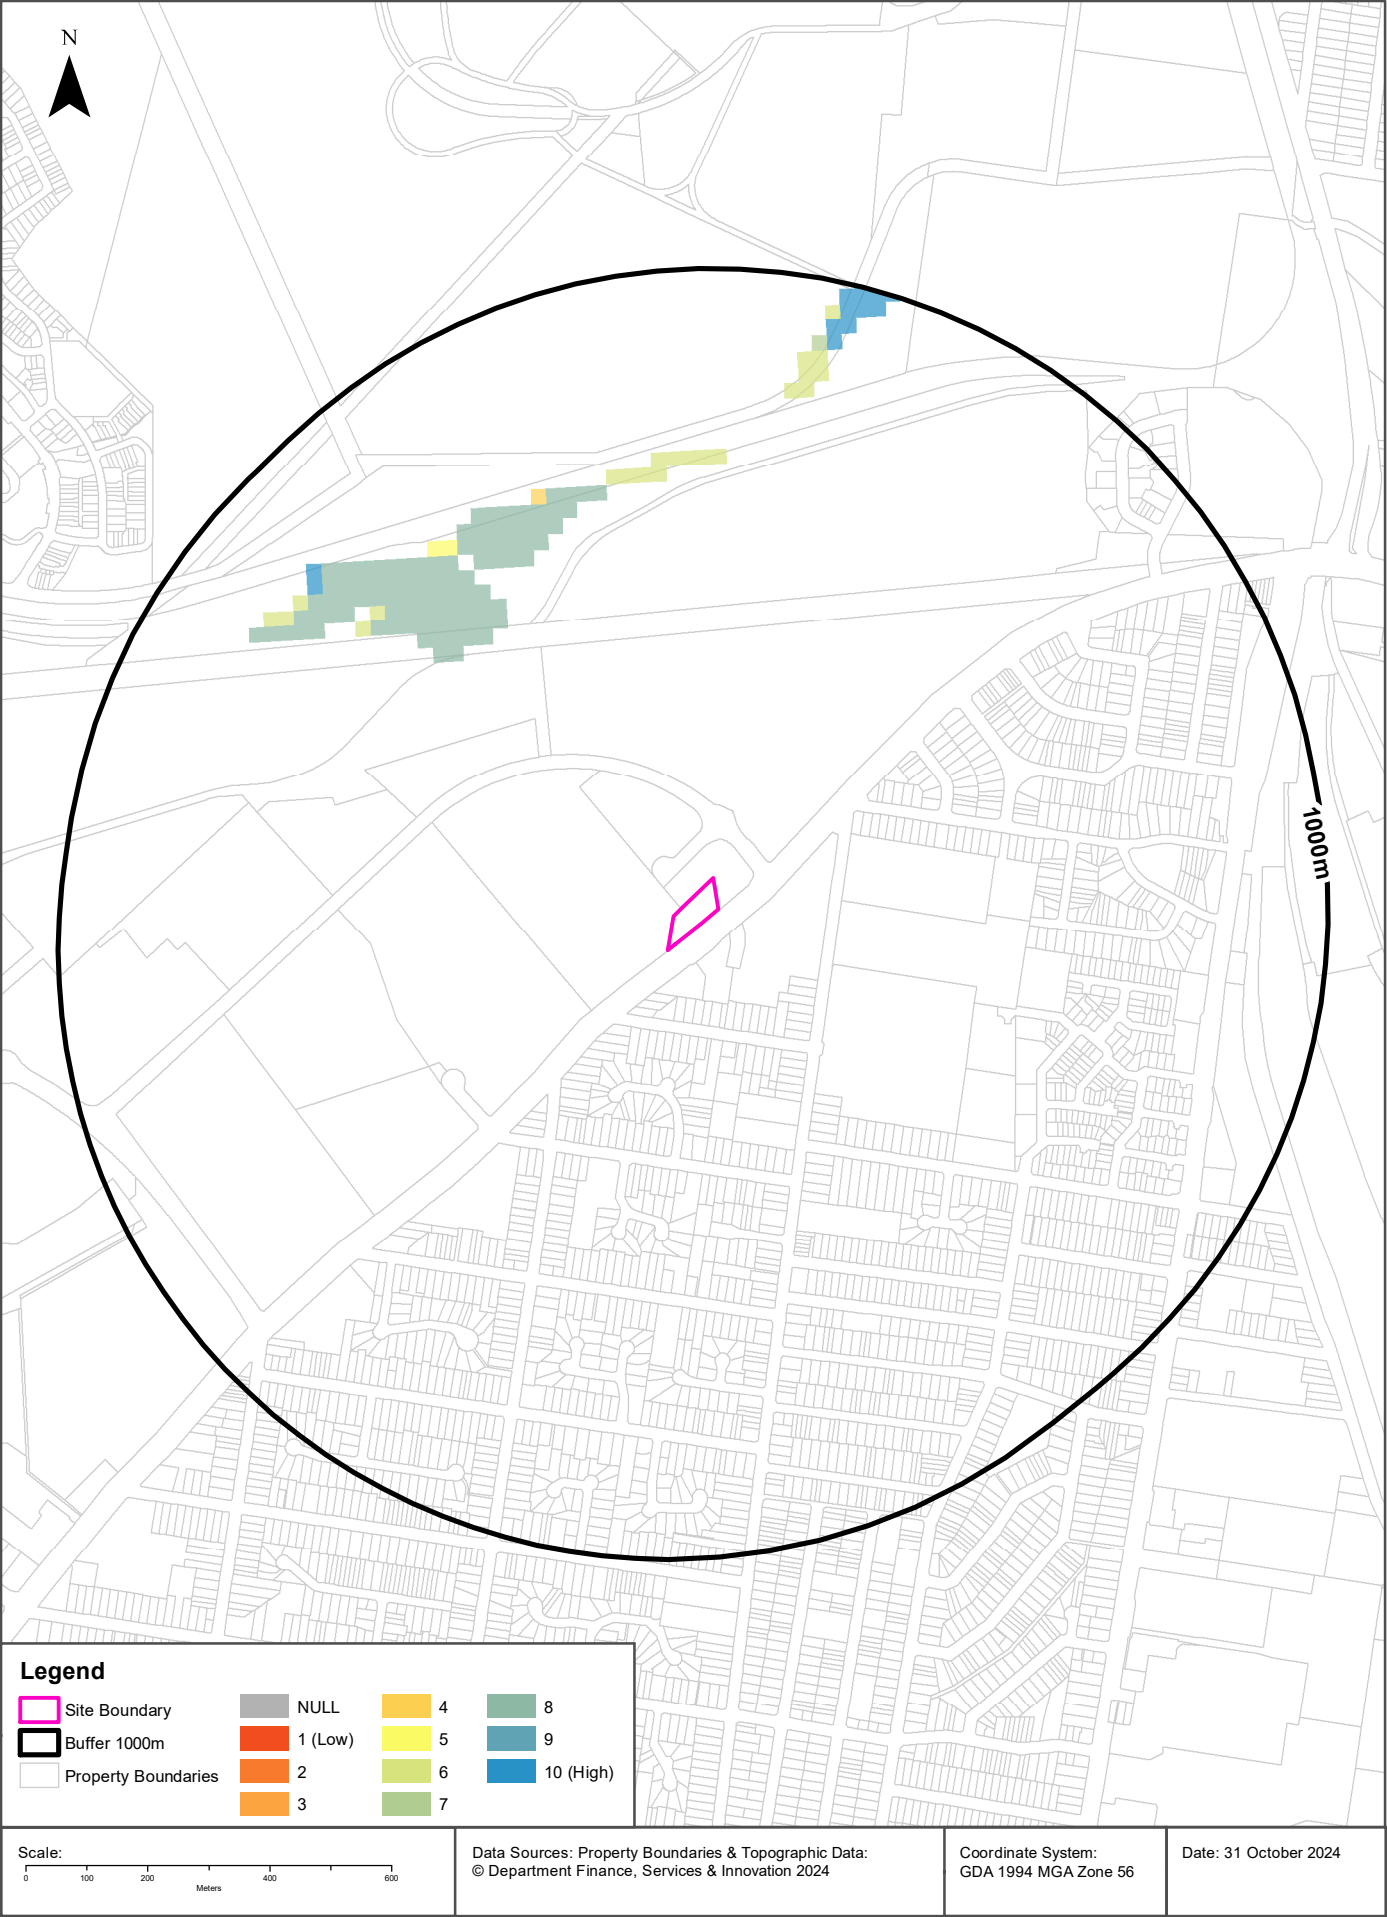 N
1000m
Legend
Site Boundary
Buffer 1000m
Property Boundaries
NULL
1 (Low)
2
3
4
5
6
7
8
9
10 (High)
Scale:
0 100 200 400 600
Meters
Data Sources: Property Boundaries & Topographic Data:
© Department Finance, Services & Innovation 2024
Coordinate System:
GDA 1994 MGA Zone 56
Date: 31 October 2024